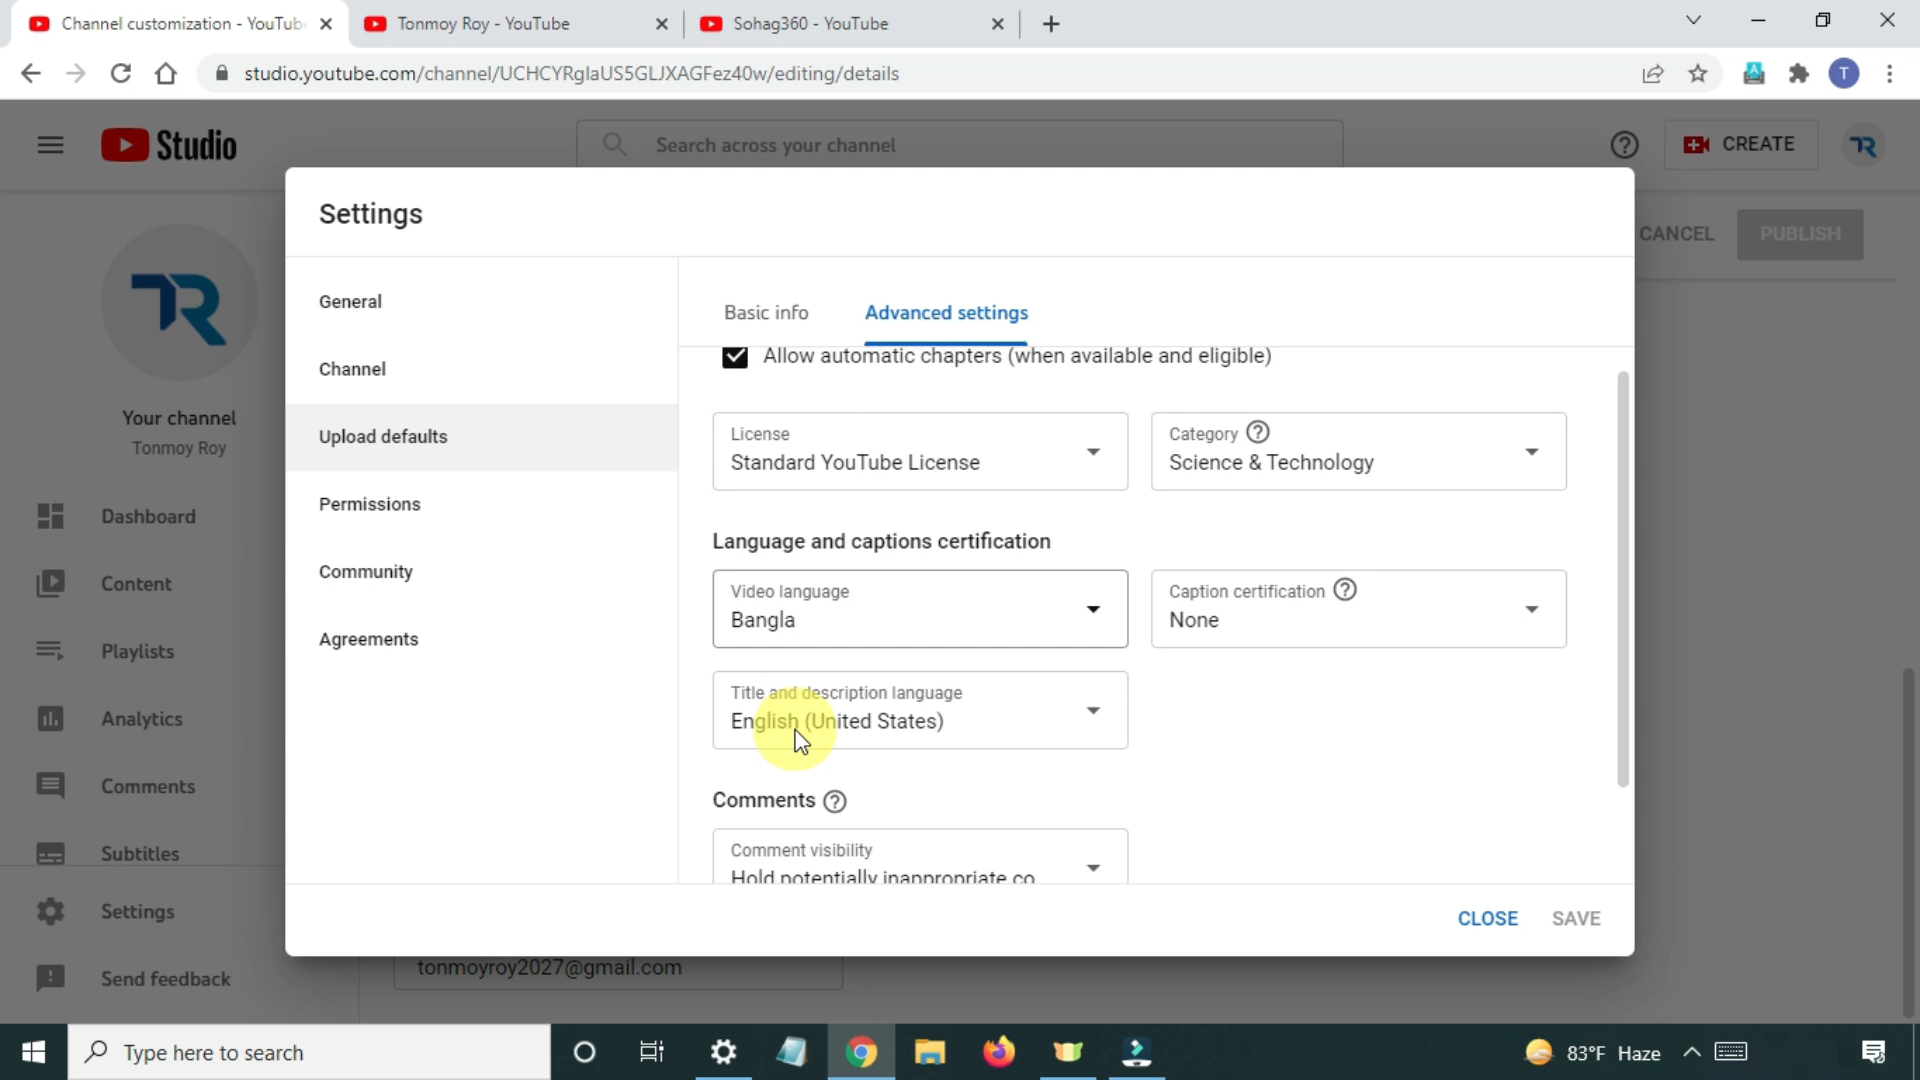 Channel customization - YouTube
Tonmoy Roy - YouTube
Sohag360 - YouTube
studio.youtube.com/channel/UCHCYRglaUS5GLJXAGFez40w/editing/details
T
Studio
Search across your channel
CREATE
TR
CANCEL
PUBLISH
TR
Your channel
Tonmoy Roy
Dashboard
Content
Playlists
Analytics
Comments
Subtitles
Settings
Send feedback
Settings
General
Channel
Upload defaults
Permissions
Community
Agreements
Basic info
Advanced settings
Allow automatic chapters (when available and eligible)
License
Standard YouTube License
Category
Science & Technology
Language and captions certification
Video language
Bangla
Caption certification
None
Title and description language
English (United States)
Comments
Comment visibility
Hold potentially inappropriate co
CLOSE
SAVE
tonmoyroy2027@gmail.com
Type here to search
83°F Haze